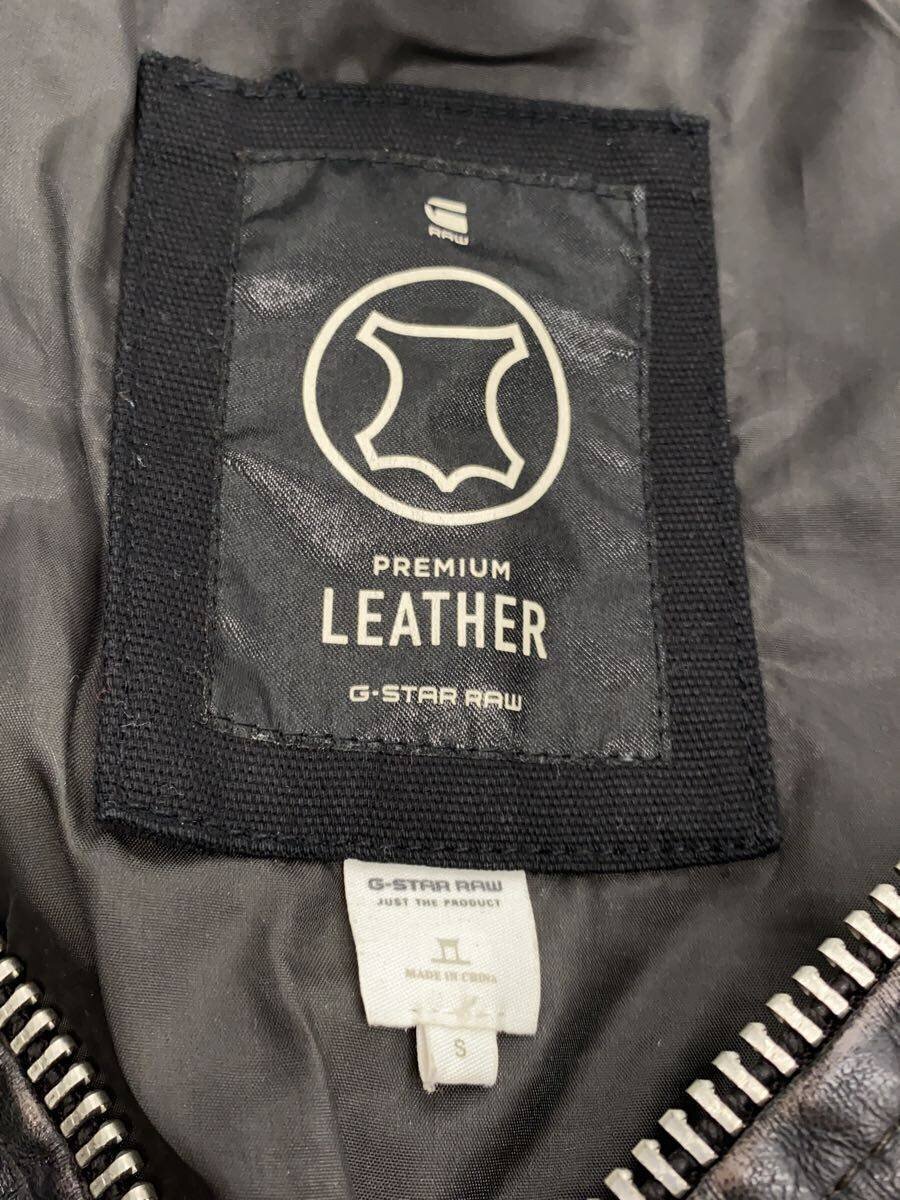 RAW
PREMIUM
LEATHER
G-STAR RAW
G-STAR RAW
JUST THE PRODUCT
MADE IN CHINA
S